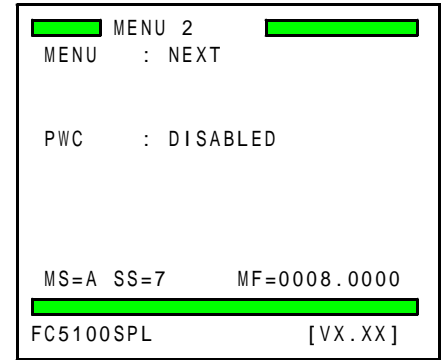 MENU 2
MENU : NEXT
PWC : DISABLED
MS=A SS=7 MF=0008.0000
FC5100SPL [VX.XX]